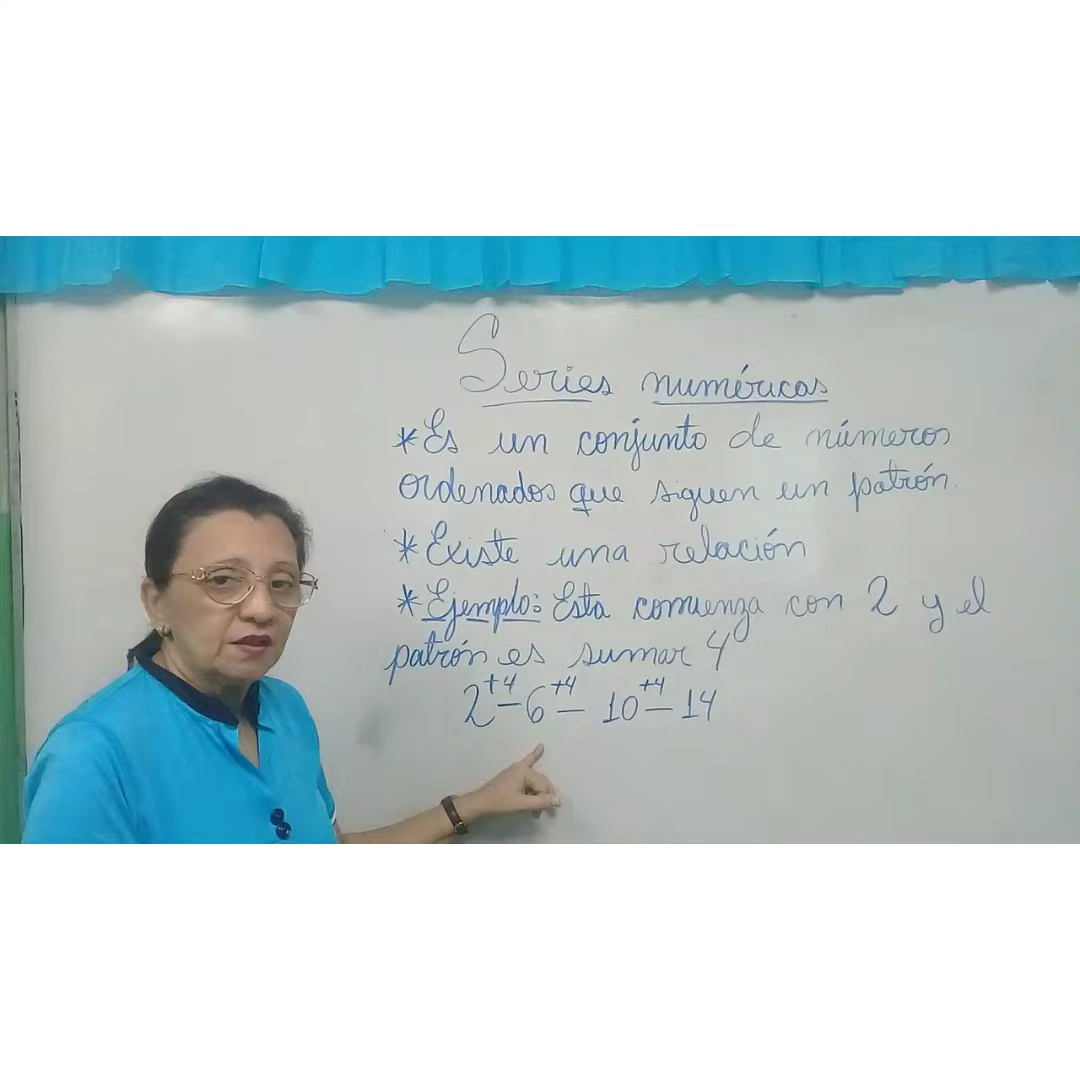 Series numéricas
*Es un conjunto de números
ordenados que siguen un patrón.
*Existe una relación
*Ejemplo: Esta comienza con 2 y el
patrón es sumar 4
+4 +4 +4
2 – 6 – 10 – 14